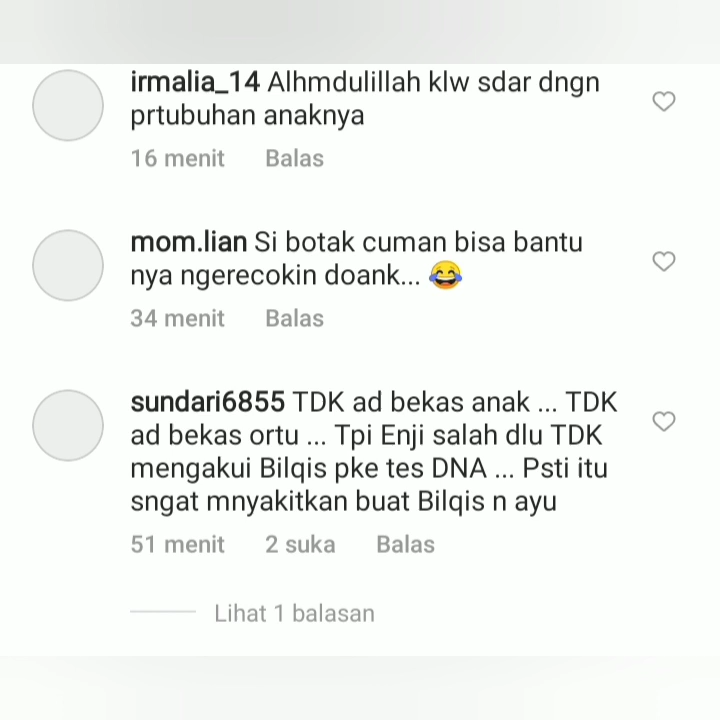 irmalia_14 Alhmdulillah klw sdar dngn
prtubuhan anaknya
16 menit Balas
mom.lian Si botak cuman bisa bantu
nya ngerecokin doank... 😂
34 menit Balas
sundari6855 TDK ad bekas anak ... TDK
ad bekas ortu ... Tpi Enji salah dlu TDK
mengakui Bilqis pke tes DNA ... Psti itu
sngat mnyakitkan buat Bilqis n ayu
51 menit 2 suka Balas
Lihat 1 balasan